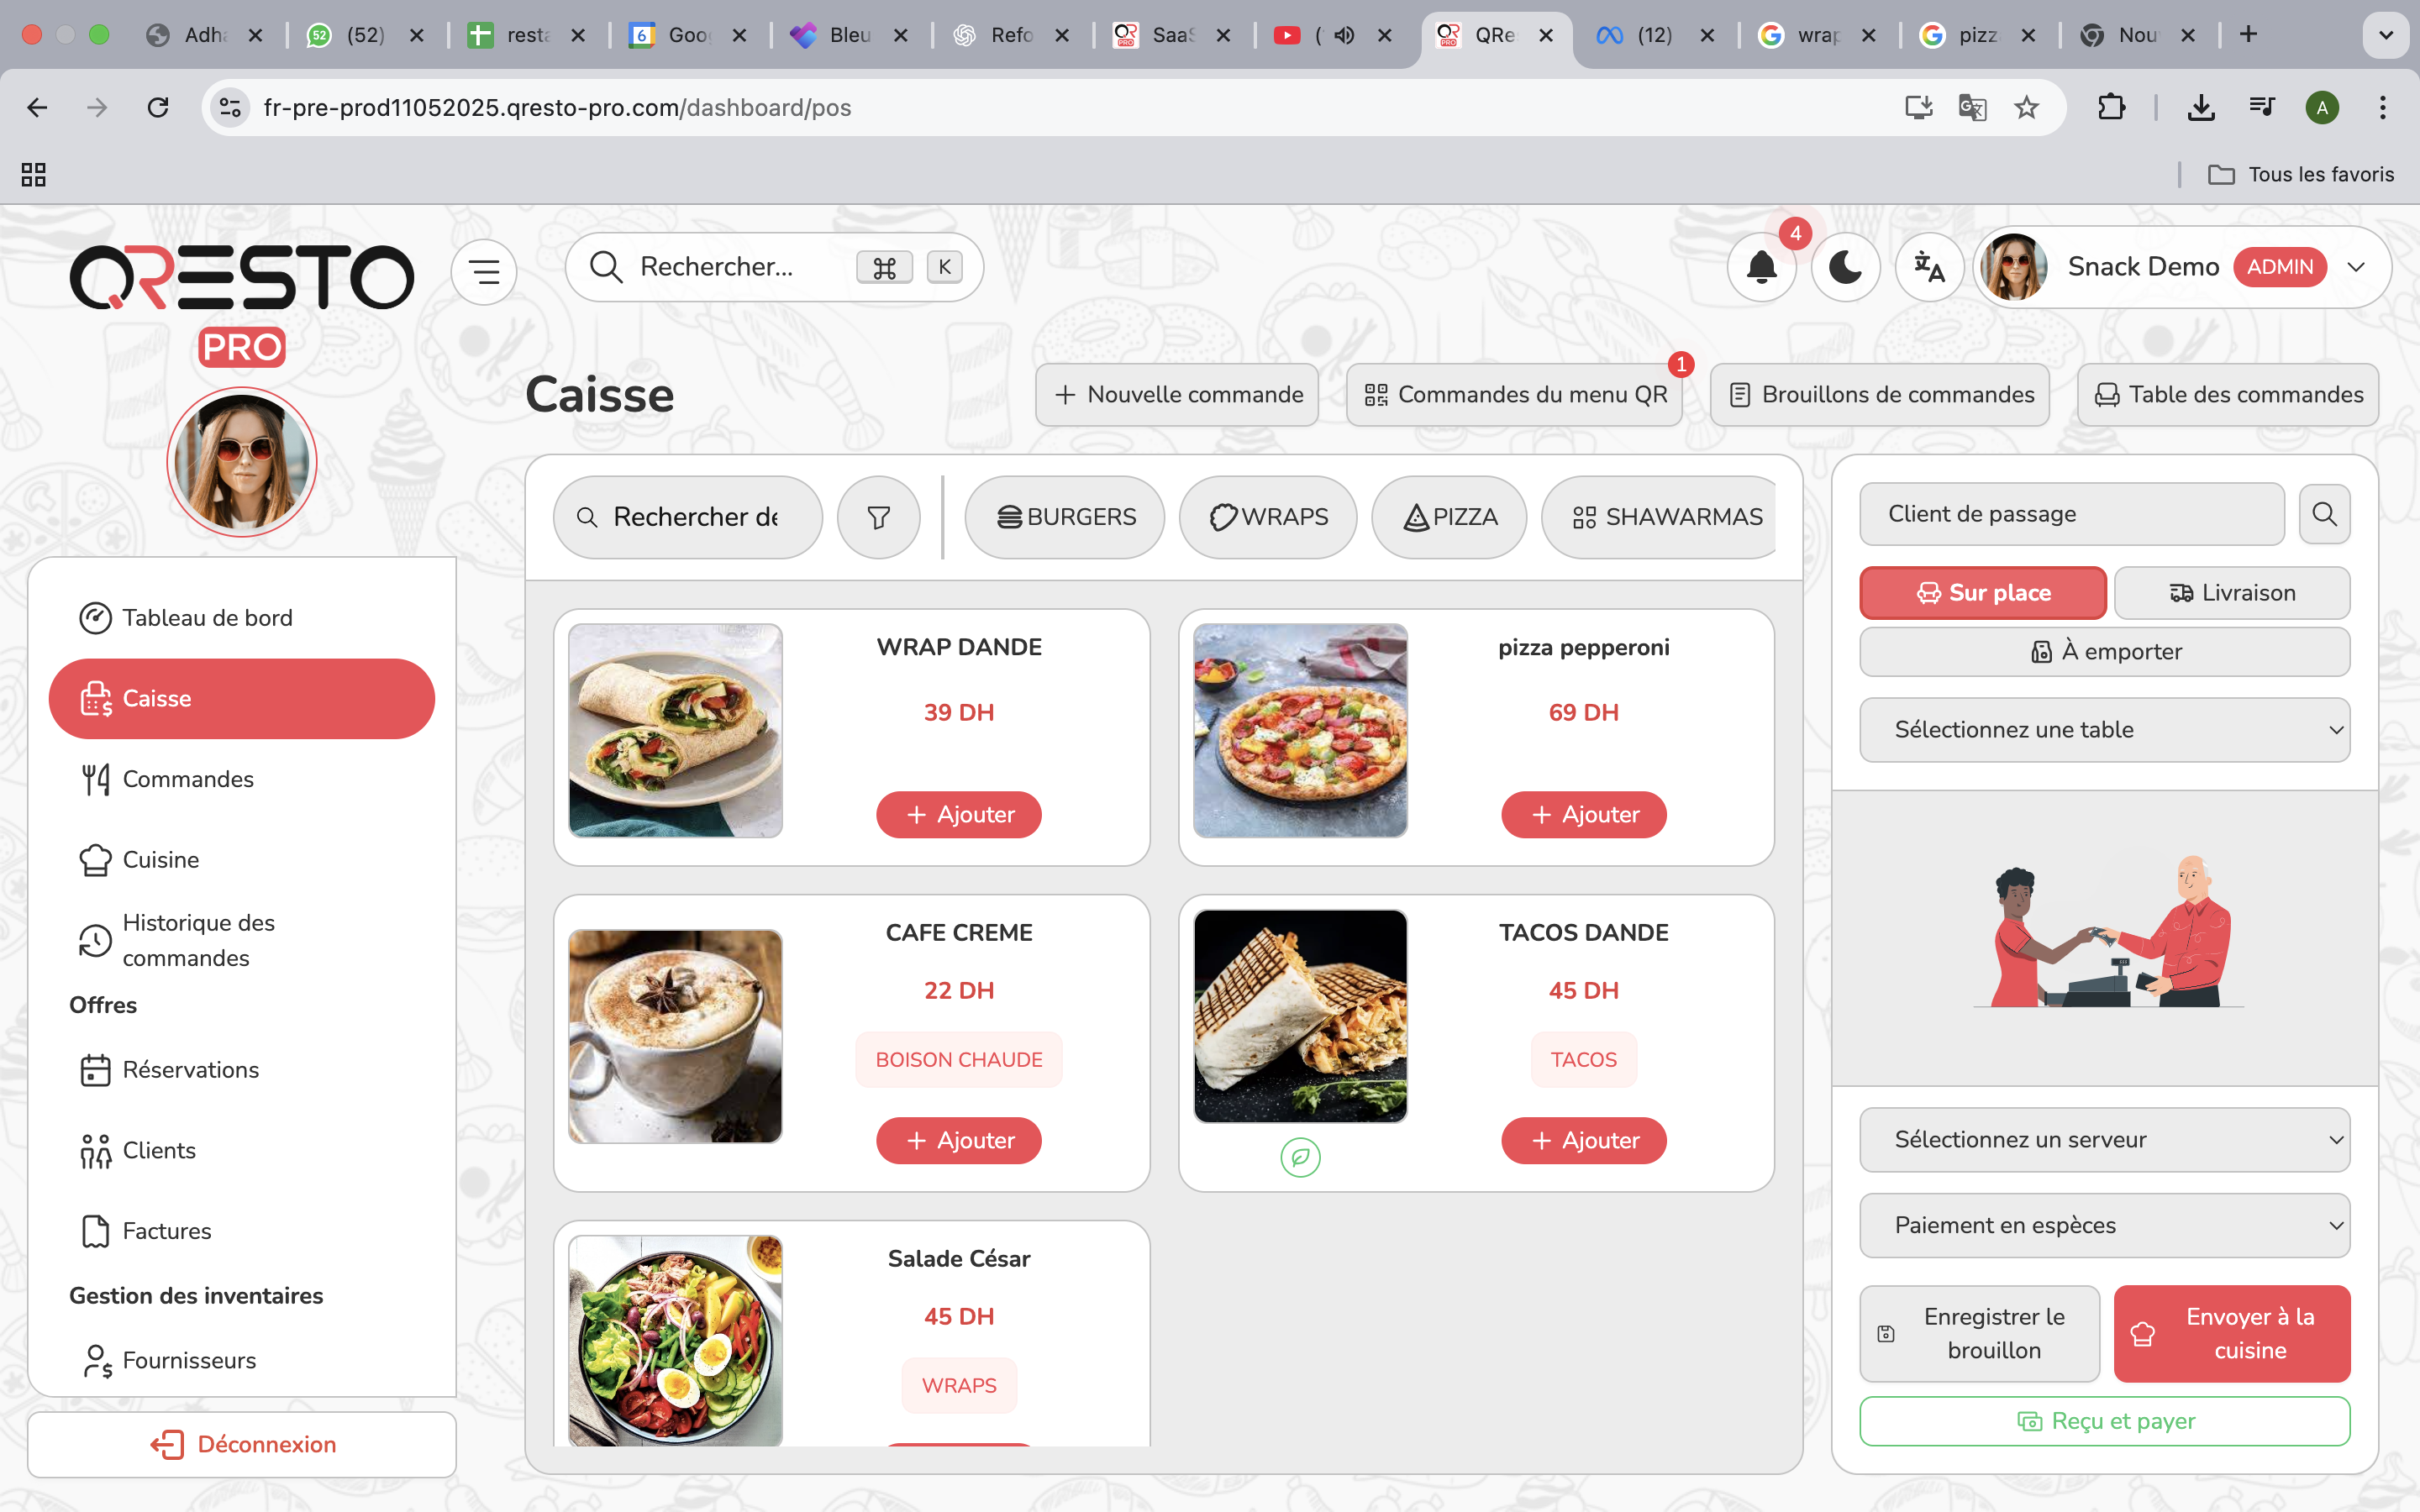 Adh
(52)
resta
Goo
Bleu
Refo
SaaS
(
QRe
(12)
wrap
pizz
Nou
fr-pre-prod11052025.qresto-pro.com/dashboard/pos
A
Tous les favoris
QRESTO
PRO
Rechercher...
⌘ K
4
Snack Demo
ADMIN
Caisse
Nouvelle commande
Commandes du menu QR
1
Brouillons de commandes
Table des commandes
Tableau de bord
Caisse
Commandes
Cuisine
Historique des
commandes
Offres
Réservations
Clients
Factures
Gestion des inventaires
Fournisseurs
Déconnexion
Rechercher de
BURGERS
WRAPS
PIZZA
SHAWARMAS
WRAP DANDE
39 DH
+ Ajouter
pizza pepperoni
69 DH
+ Ajouter
CAFE CREME
22 DH
BOISON CHAUDE
+ Ajouter
TACOS DANDE
45 DH
TACOS
+ Ajouter
Salade César
45 DH
WRAPS
Client de passage
Sur place
Livraison
À emporter
Sélectionnez une table
Sélectionnez un serveur
Paiement en espèces
Enregistrer le
brouillon
Envoyer à la
cuisine
Reçu et payer